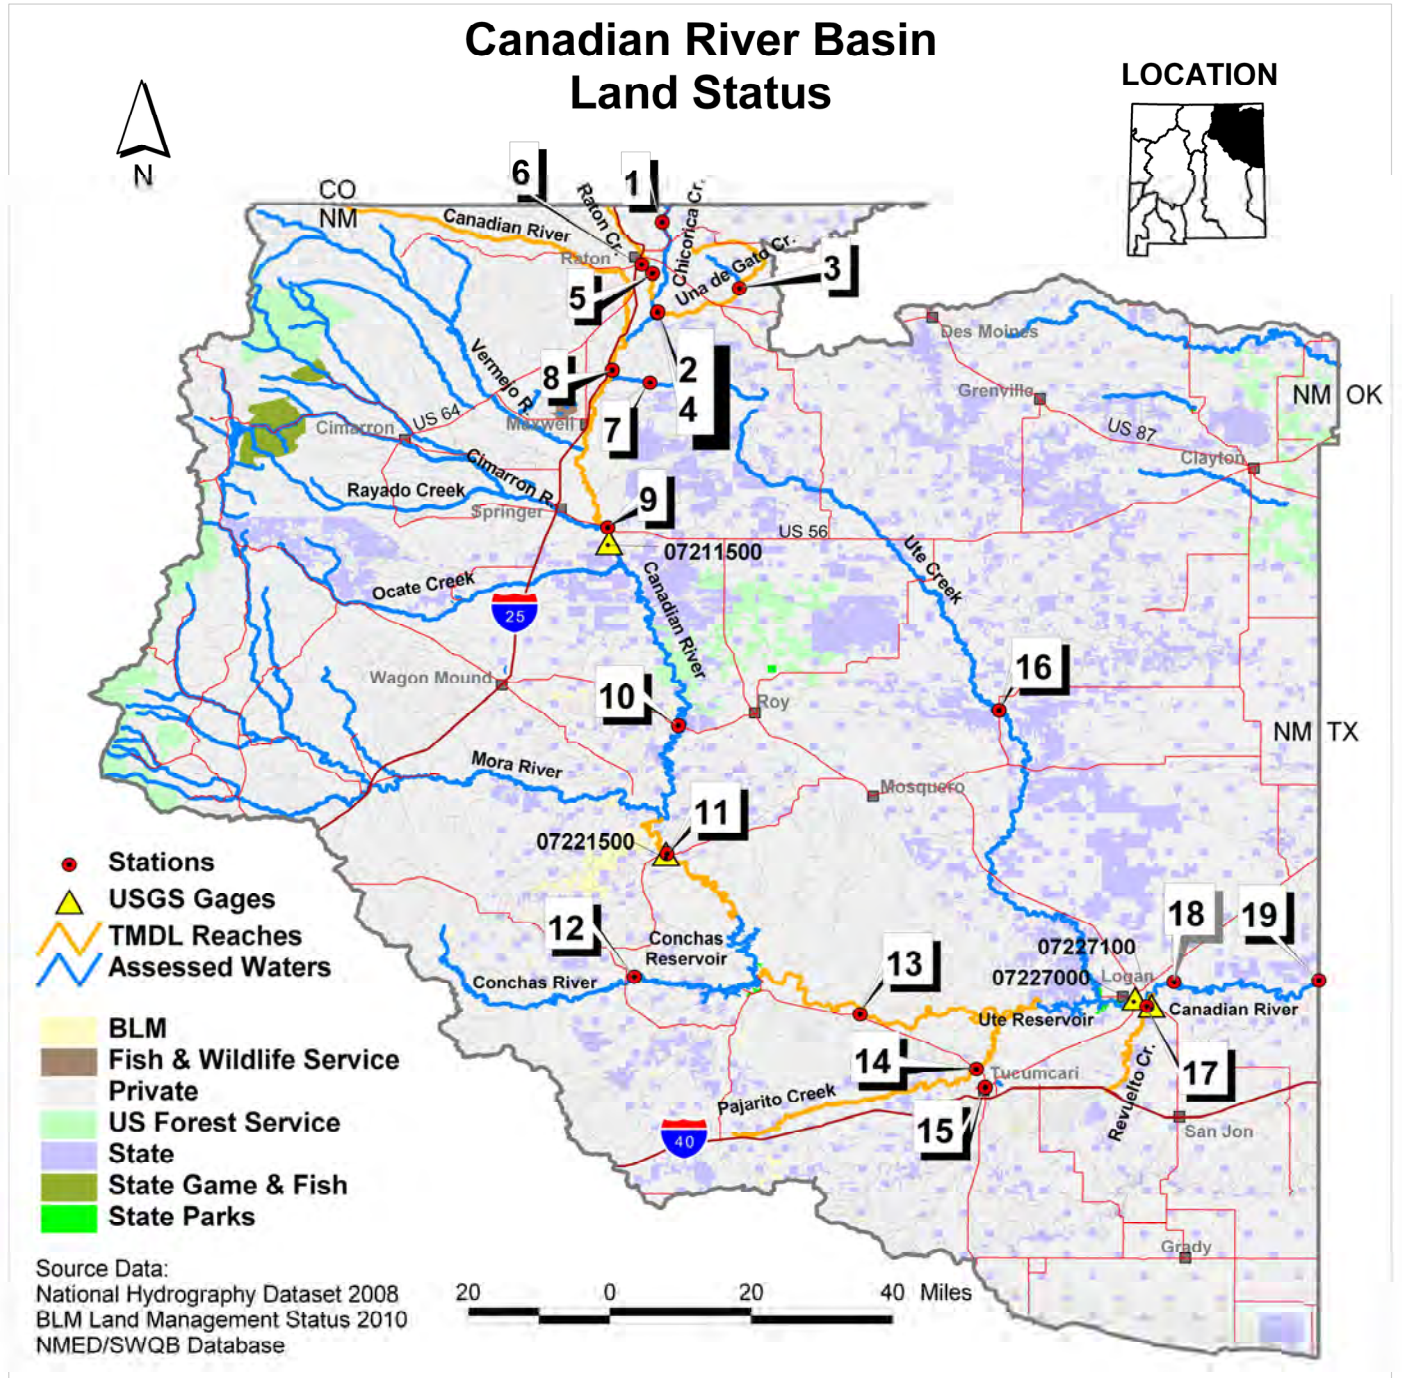 Canadian River Basin
Land Status
LOCATION
N
CO
NM
6
1
Canadian River
Raton Cr.
Chicorica Cr.
Raton
Una de Gato Cr.
3
5
2
4
8
7
Vermejo R.
Maxwell
US 64
Cimarron
Cimarron R.
Rayado Creek
Springer
9
07211500
US 56
Des Moines
Grenville
NM OK
US 87
Clayton
Ute Creek
Ocate Creek
25
Canadian River
Wagon Mound
10
Roy
16
NM TX
Mora River
Mosquero
11
07221500
12
Conchas
Reservoir
Conchas River
13
07227100
07227000
Logan
18
19
Ute Reservoir
Canadian River
14
Tucumcari
17
Pajarito Creek
15
Revuelto Cr.
San Jon
40
Grady
Stations
USGS Gages
TMDL Reaches
Assessed Waters
BLM
Fish & Wildlife Service
Private
US Forest Service
State
State Game & Fish
State Parks
Source Data:
National Hydrography Dataset 2008
BLM Land Management Status 2010
NMED/SWQB Database
20 0 20 40 Miles